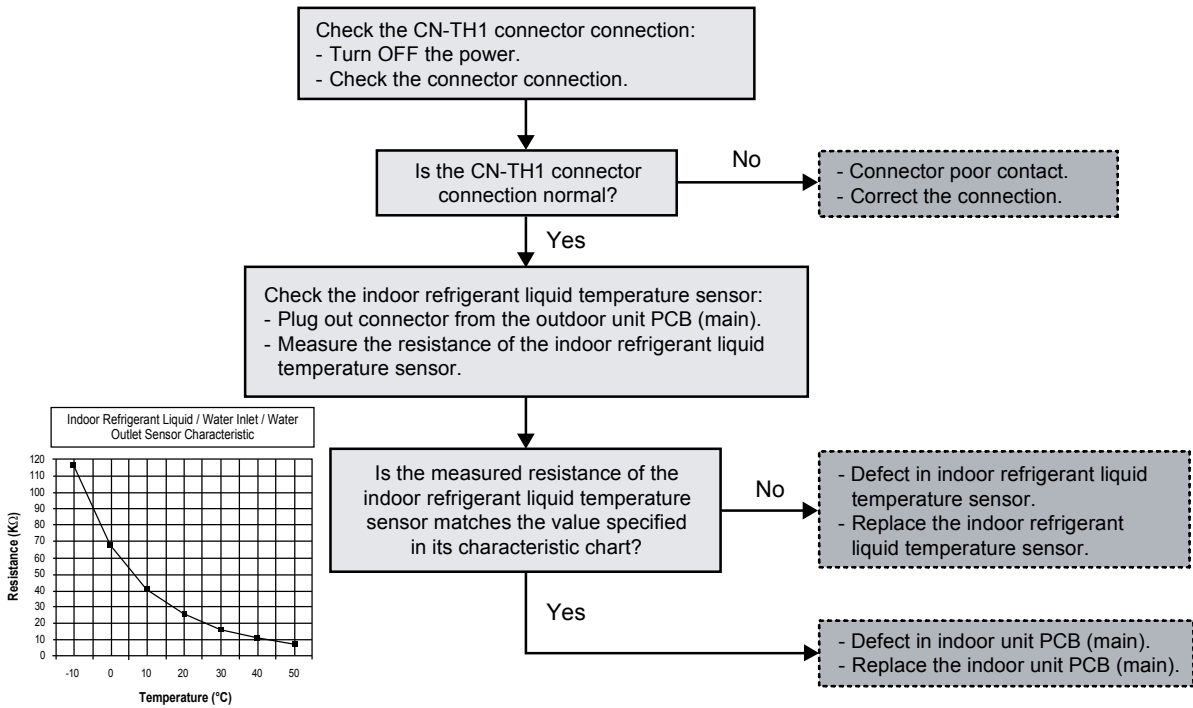 Check the CN-TH1 connector connection:
- Turn OFF the power.
- Check the connector connection.
Is the CN-TH1 connector
connection normal?
No
- Connector poor contact.
- Correct the connection.
Yes
Check the indoor refrigerant liquid temperature sensor:
- Plug out connector from the outdoor unit PCB (main).
- Measure the resistance of the indoor refrigerant liquid
temperature sensor.
Indoor Refrigerant Liquid / Water Inlet / Water
Outlet Sensor Characteristic
Resistance (KΩ)
120
110
100
90
80
70
60
50
40
30
20
10
0
-10 0 10 20 30 40 50
Temperature (°C)
Is the measured resistance of the
indoor refrigerant liquid temperature
sensor matches the value specified
in its characteristic chart?
No
- Defect in indoor refrigerant liquid
temperature sensor.
- Replace the indoor refrigerant
liquid temperature sensor.
Yes
- Defect in indoor unit PCB (main).
- Replace the indoor unit PCB (main).